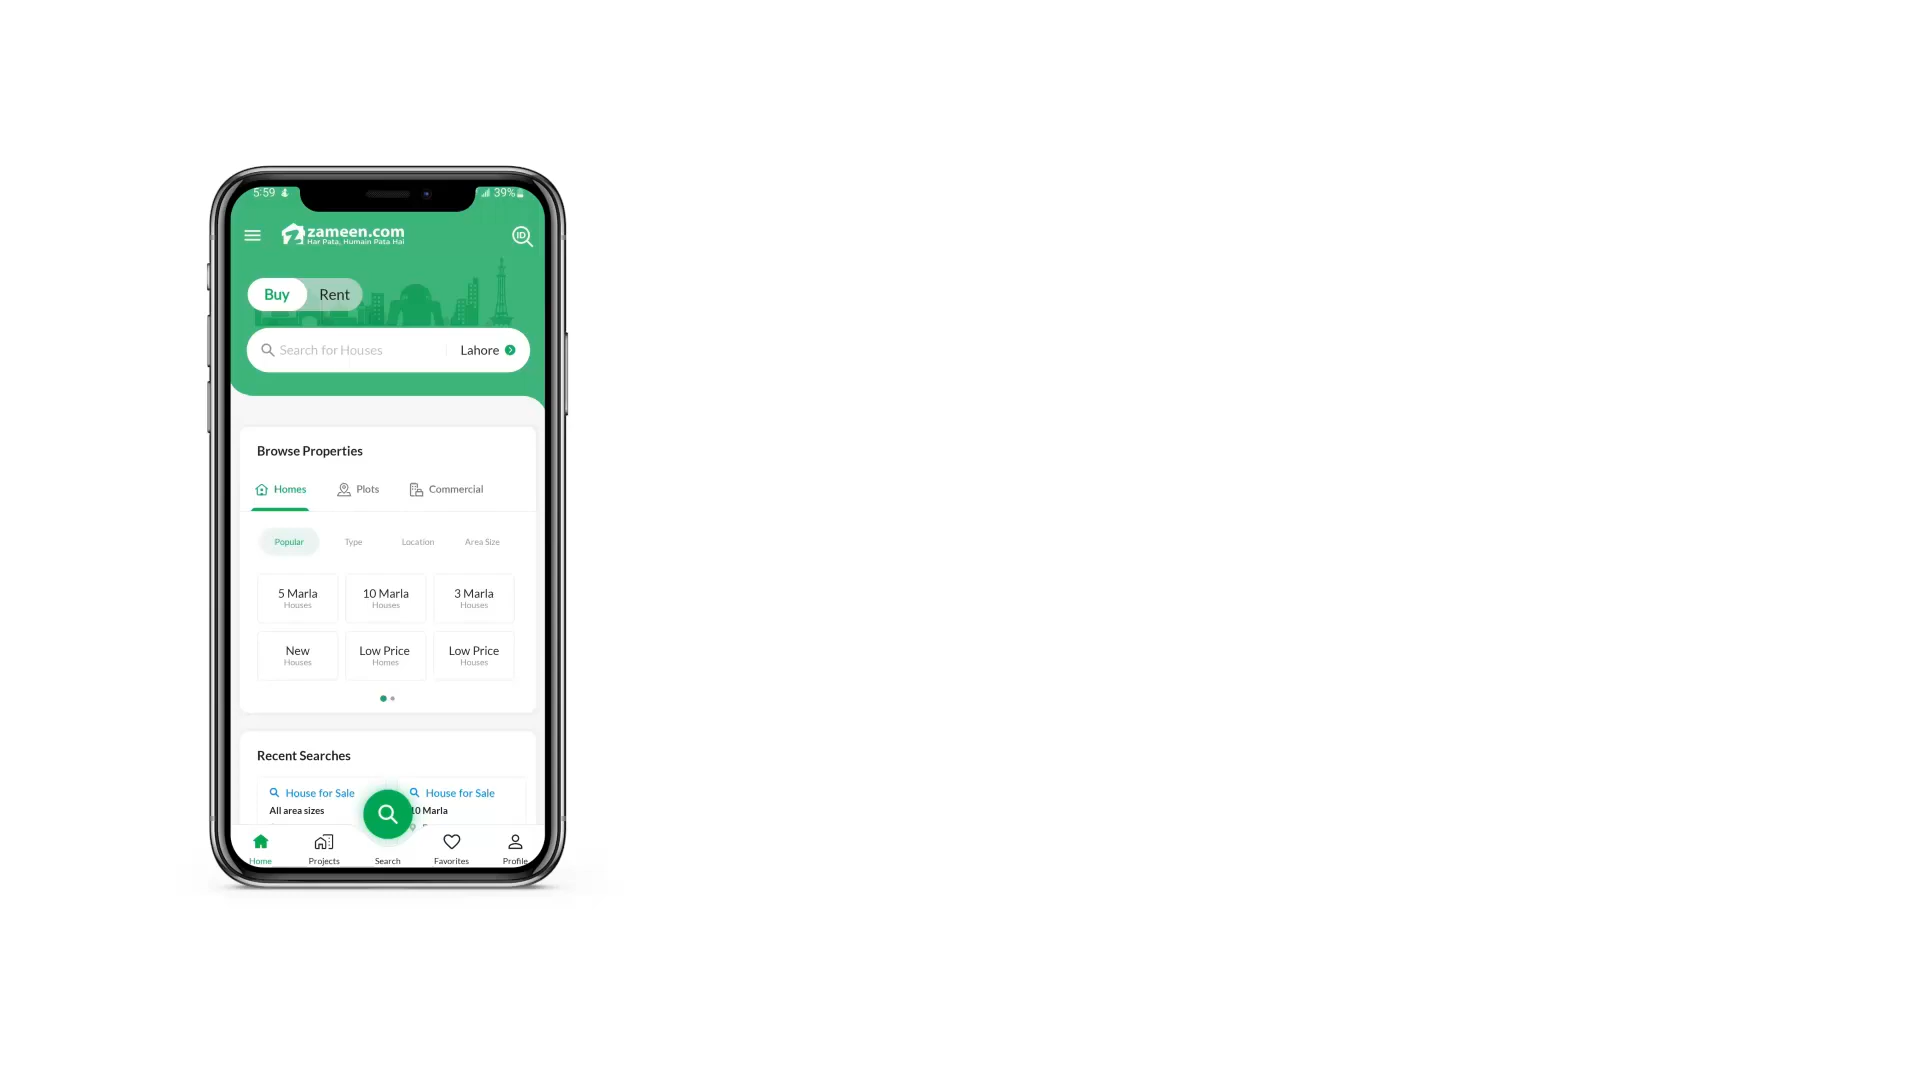 5:59
39%
zameen.com
Har Pata, Humain Pata Hai
ID
Buy Rent
Search for Houses Lahore
Browse Properties
Homes Plots Commercial
Popular Type Location Area Size
5 Marla 10 Marla 3 Marla
Houses Houses Houses
New Low Price Low Price
Houses Homes Houses
Recent Searches
House for Sale House for Sale
All area sizes 10 Marla
Home Projects Search Favorites Profile